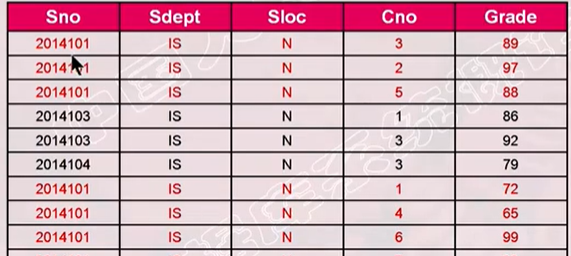 Sno Sdept Sloc Cno Grade
2014101 IS N 3 89
2014101 IS N 2 97
2014101 IS N 5 88
2014103 IS N 1 86
2014103 IS N 3 92
2014104 IS N 3 79
2014101 IS N 1 72
2014101 IS N 4 65
2014101 IS N 6 99